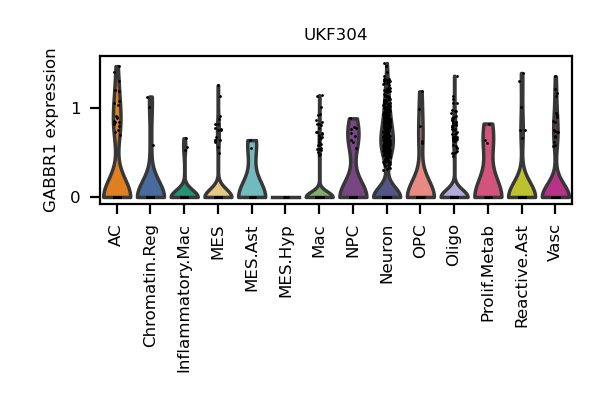 UKF304
GABBR1 expression
1
0
AC
Chromatin.Reg
Inflammatory.Mac
MES
MES.Ast
MES.Hyp
Mac
NPC
Neuron
OPC
Oligo
Prolif.Metab
Reactive.Ast
Vasc